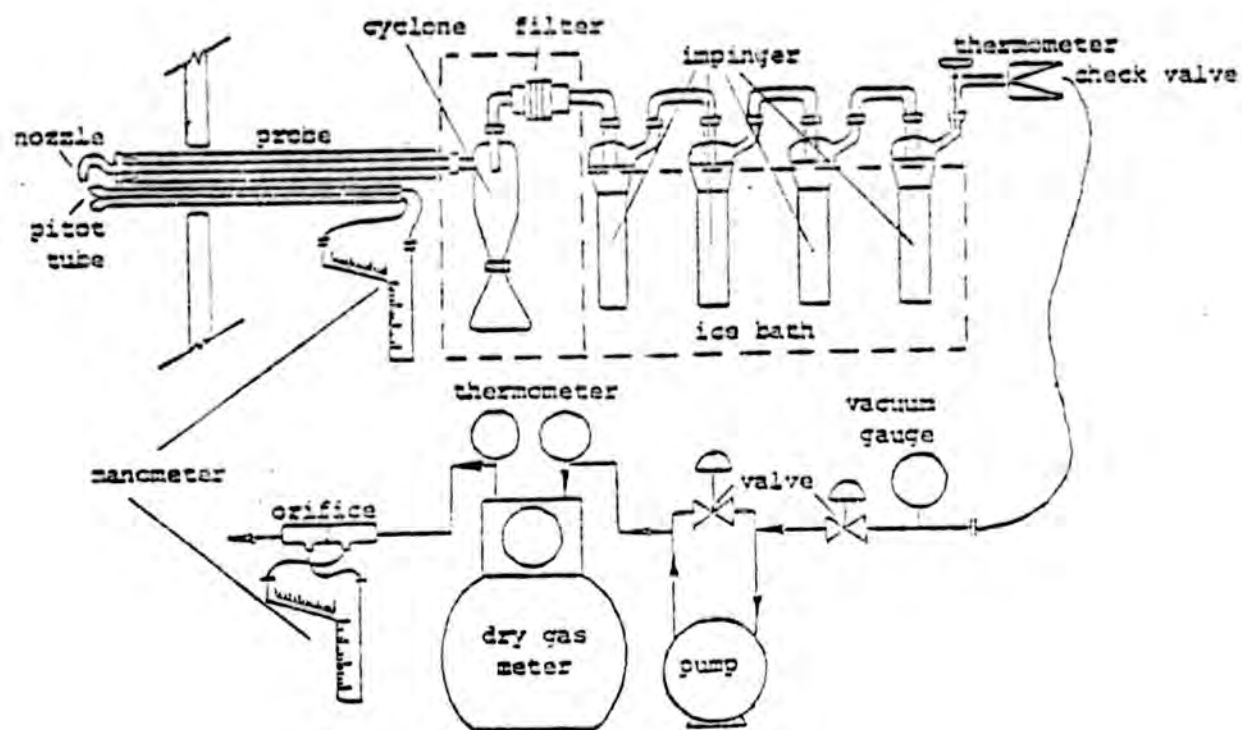 cyclone
filter
impinger
thermometer
check valve
nozzle
probe
pitot
tube
ice bath
thermometer
vacuum
gauge
manometer
valve
orifice
dry gas
meter
pump